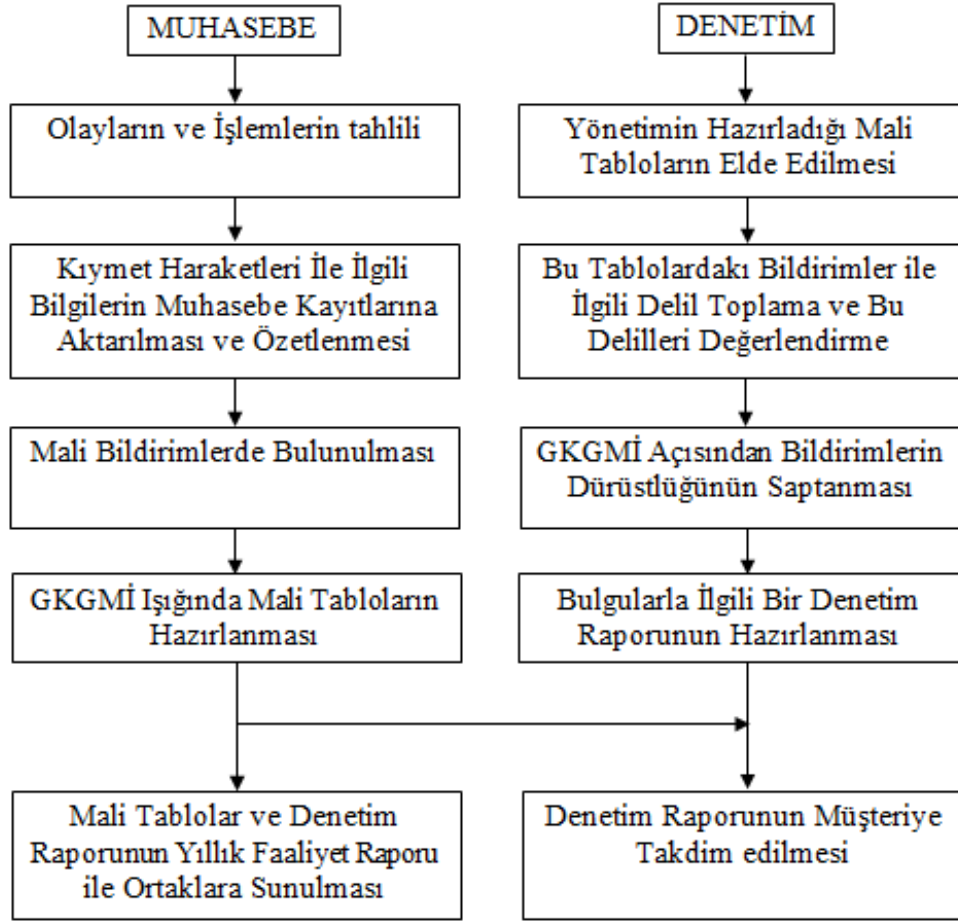 MUHASEBE
Olayların ve İşlemlerin tahlili
Kıymet Haraketleri İle İlgili
Bilgilerin Muhasebe Kayıtlarına
Aktarılması ve Özetlenmesi
Mali Bildirimlerde Bulunulması
GKGMİ Işığında Mali Tabloların
Hazırlanması
Mali Tablolar ve Denetim
Raporunun Yıllık Faaliyet Raporu
ile Ortaklara Sunulması
DENETİM
Yönetimin Hazırladığı Mali
Tabloların Elde Edilmesi
Bu Tablolardakı Bildirimler ile
İlgili Delil Toplama ve Bu
Delilleri Değerlendirme
GKGMİ Açısından Bildirimlerin
Dürüstlüğünün Saptanması
Bulgularla İlgili Bir Denetim
Raporunun Hazırlanması
Denetim Raporunun Müşteriye
Takdim edilmesi